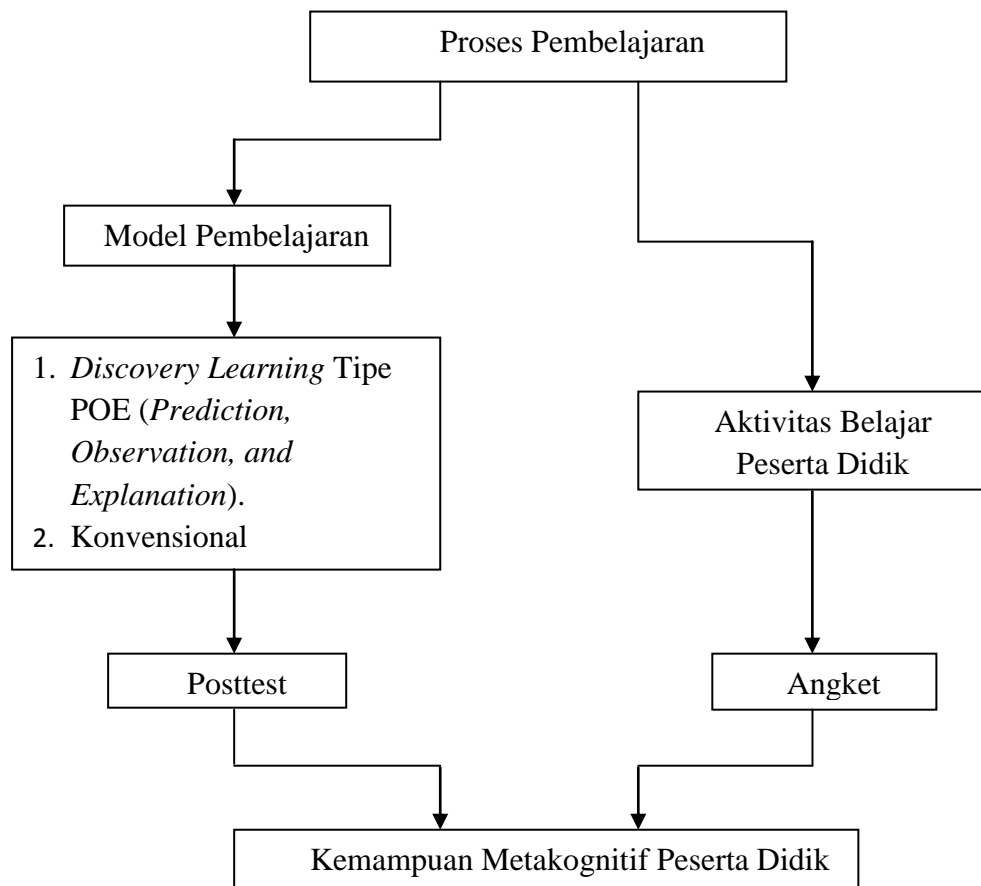 Proses Pembelajaran
Model Pembelajaran
1. Discovery Learning Tipe
POE (Prediction,
Observation, and
Explanation).
2. Konvensional
Aktivitas Belajar
Peserta Didik
Posttest
Angket
Kemampuan Metakognitif Peserta Didik